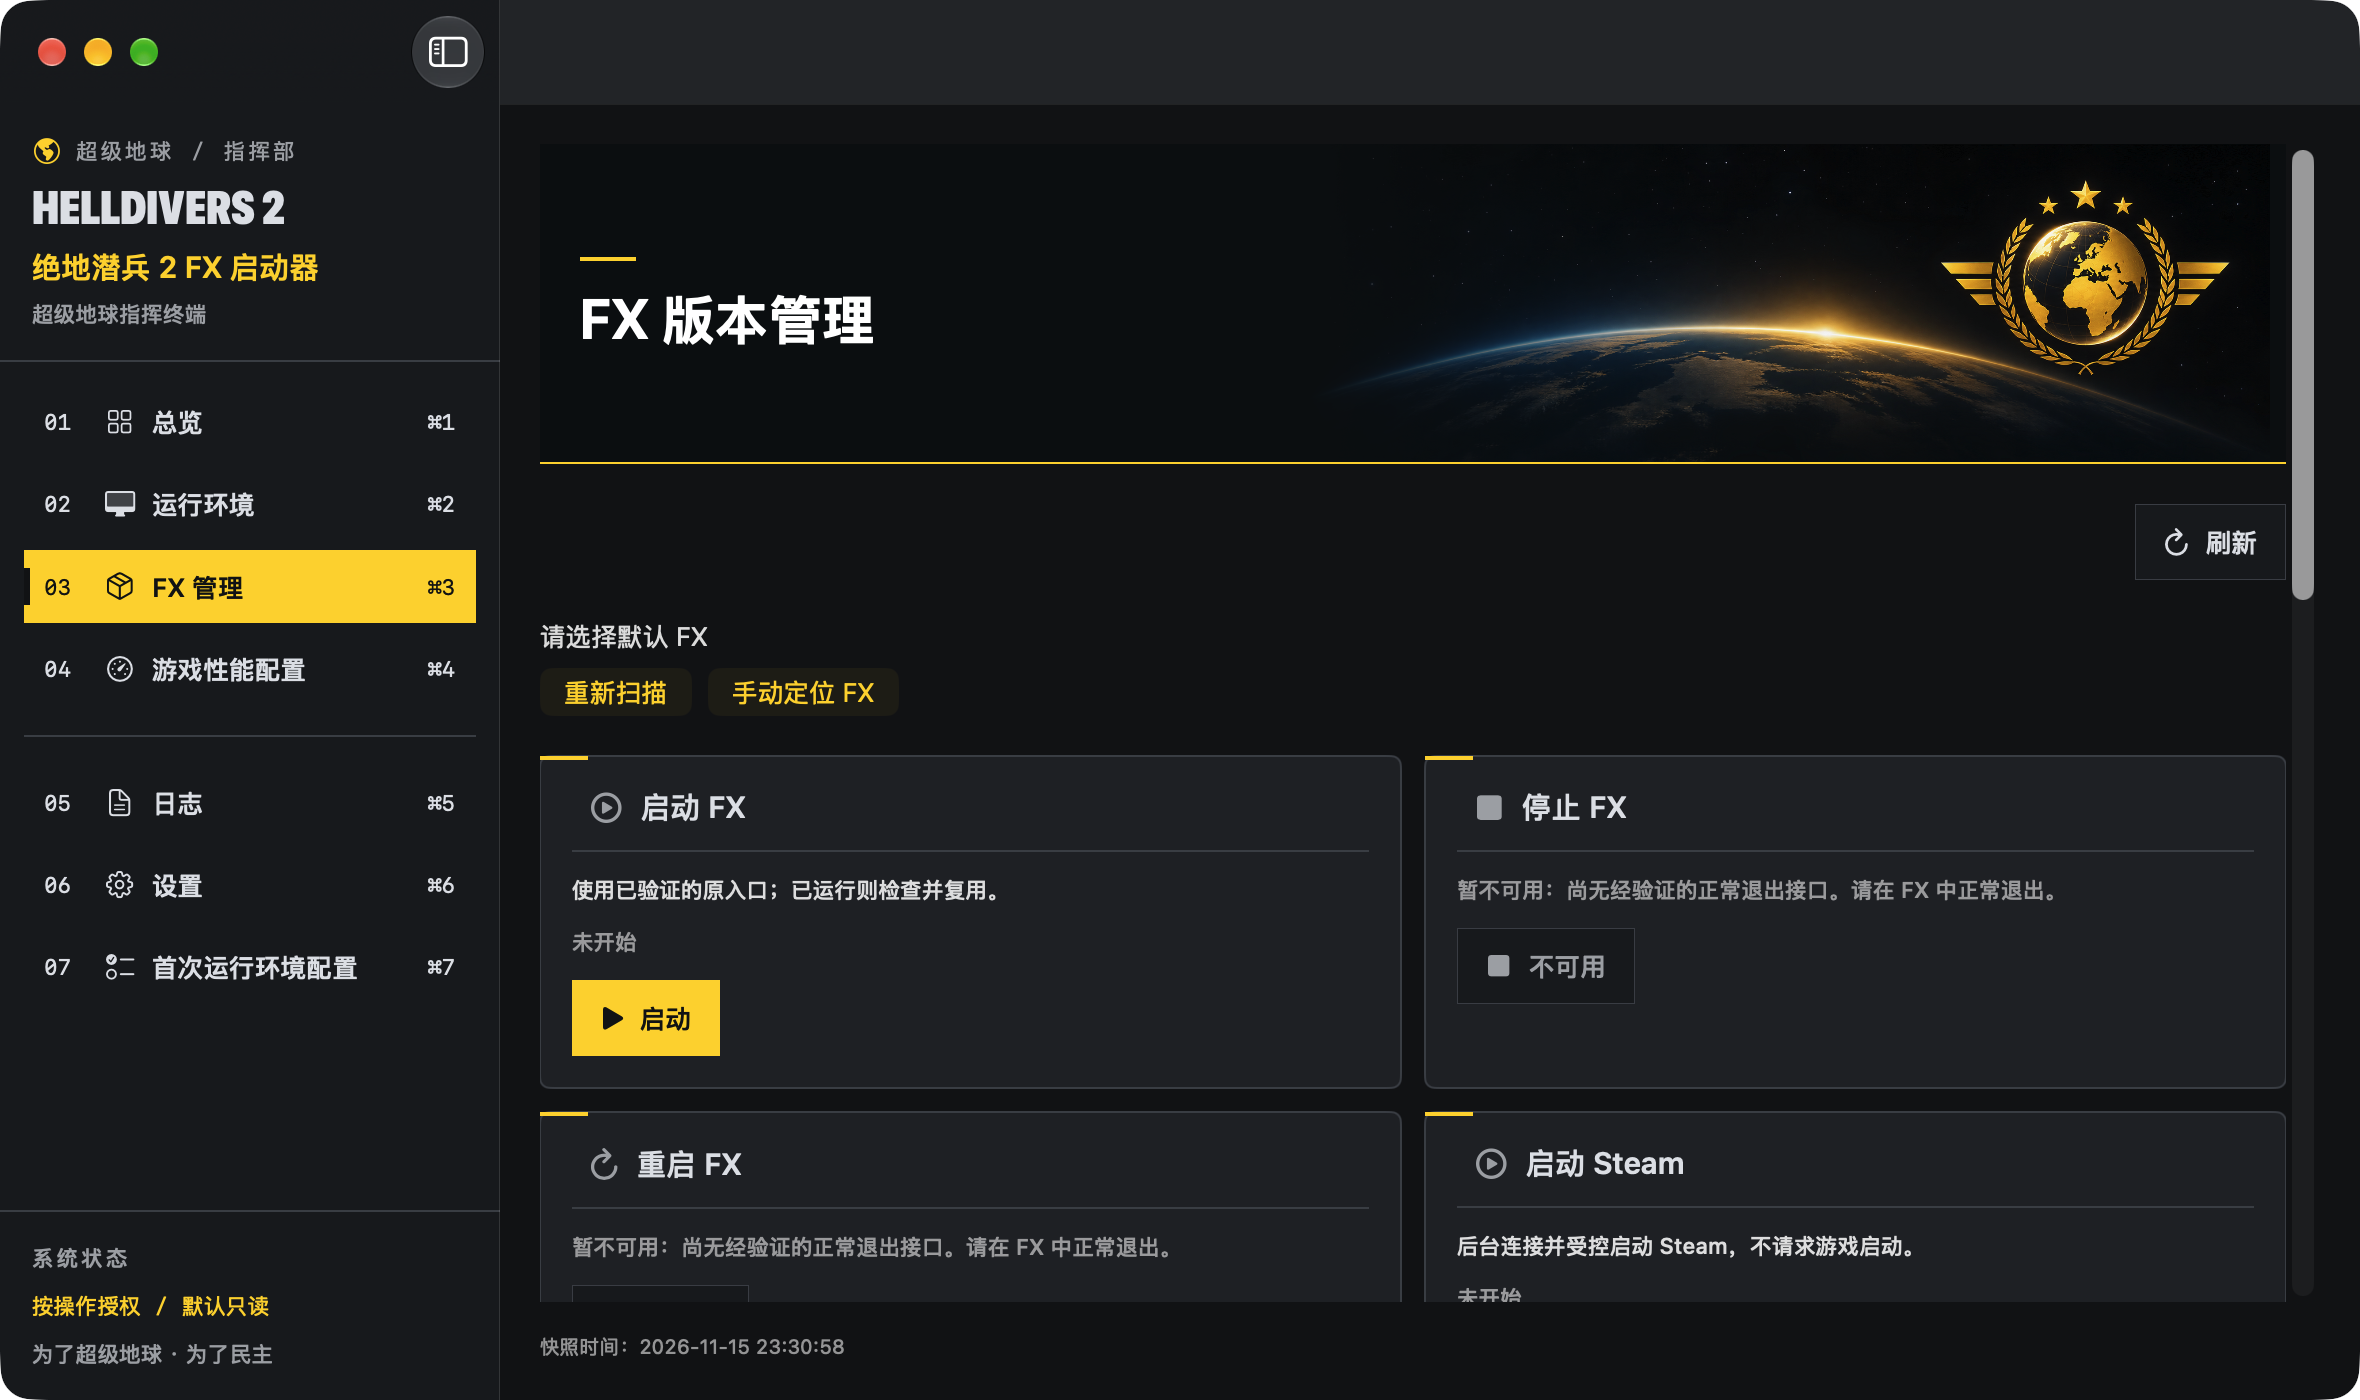 超级地球 / 指挥部
HELLDIVERS 2
绝地潜兵 2 FX 启动器
超级地球指挥终端
01 总览 ⌘1
02 运行环境 ⌘2
03 FX 管理 ⌘3
04 游戏性能配置 ⌘4
05 日志 ⌘5
06 设置 ⌘6
07 首次运行环境配置 ⌘7
系统状态
按操作授权 / 默认只读
为了超级地球 · 为了民主
FX 版本管理
刷新
请选择默认 FX
重新扫描 手动定位 FX
启动 FX
使用已验证的原入口；已运行则检查并复用。
未开始
启动
停止 FX
暂不可用：尚无经验证的正常退出接口。请在 FX 中正常退出。
不可用
重启 FX
暂不可用：尚无经验证的正常退出接口。请在 FX 中正常退出。
启动 Steam
后台连接并受控启动 Steam，不请求游戏启动。
未开始
快照时间：2026-11-15 23:30:58